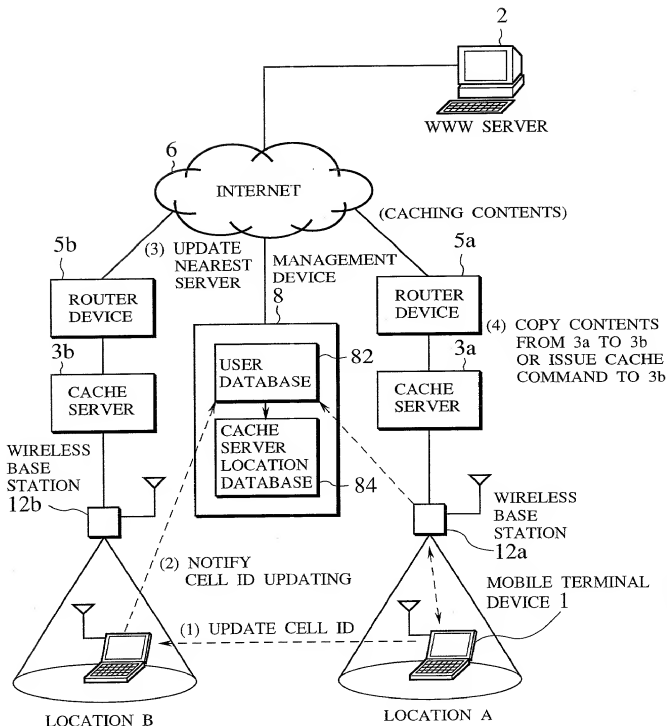 2
WWW SERVER
6
INTERNET
(CACHING CONTENTS)
5b
(3) UPDATE
NEAREST
SERVER
MANAGEMENT
DEVICE
8
5a
ROUTER
DEVICE
ROUTER
DEVICE
(4) COPY CONTENTS
FROM 3a TO 3b
OR ISSUE CACHE
COMMAND TO 3b
3b
CACHE
SERVER
USER
DATABASE
82
3a
CACHE
SERVER
CACHE
SERVER
LOCATION
DATABASE
84
WIRELESS
BASE
STATION
12b
WIRELESS
BASE
STATION
12a
(2) NOTIFY
CELL ID UPDATING
MOBILE TERMINAL
DEVICE 1
(1) UPDATE CELL ID
LOCATION B
LOCATION A